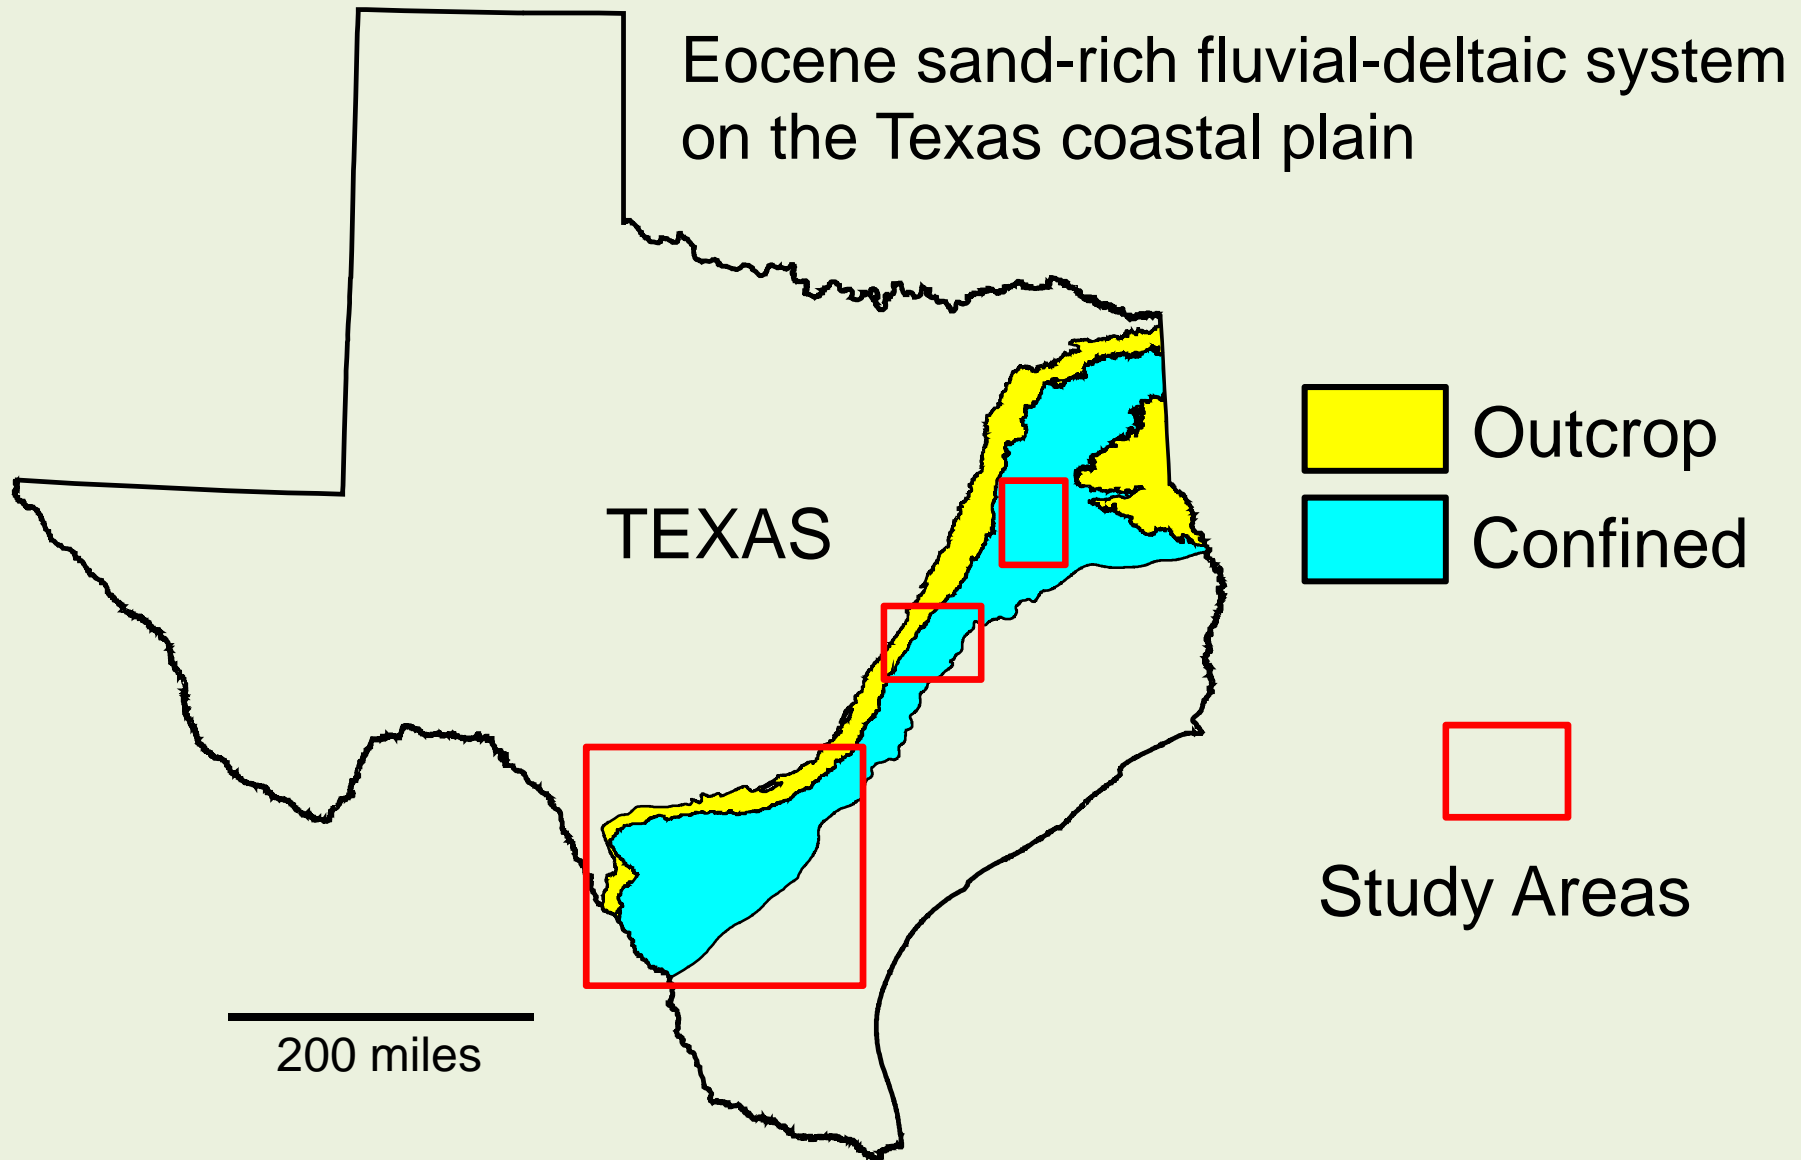 Eocene sand-rich fluvial-deltaic system
on the Texas coastal plain
Outcrop
TEXAS
Confined
Study Areas
200 miles